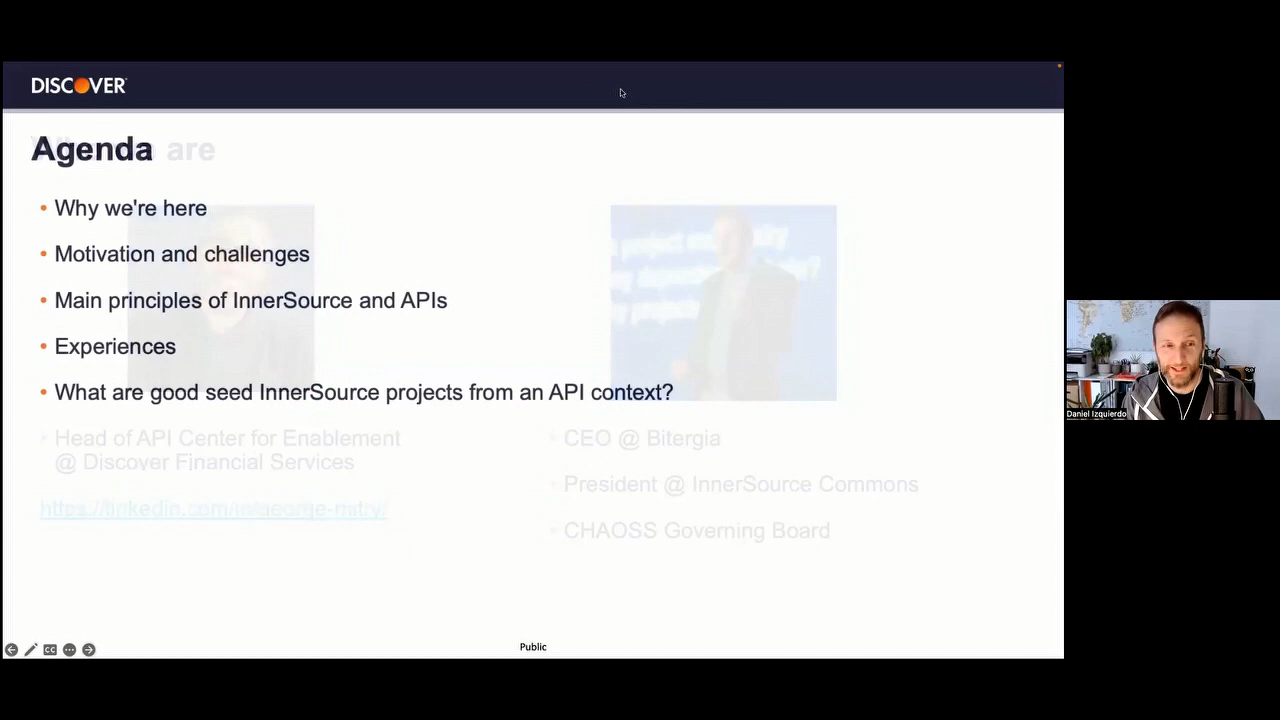 DISCOVER
Agenda
are
• Why we're here
• Motivation and challenges
• Main principles of InnerSource and APIs
• Experiences
• What are good seed InnerSource projects from an API context?
• Head of API Center for Enablement
@ Discover Financial Services
• CEO @ Bitergia
• President @ InnerSource Commons
• CHAOSS Governing Board
Public
Daniel Izquierdo